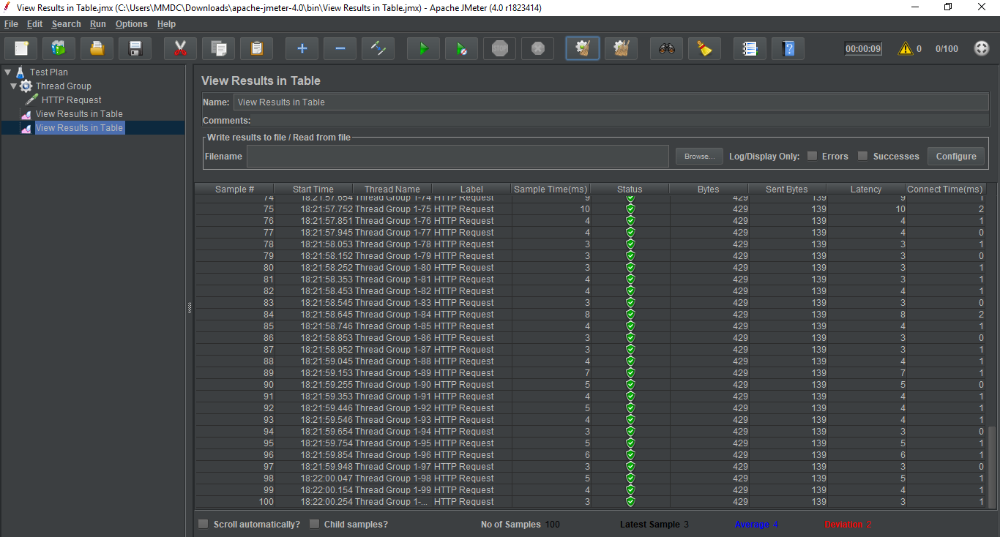 View Results in Table.jmx (C:\Users\MMDC\Downloads\apache-jmeter-4.0\bin\View Results in Table.jmx) - Apache JMeter (4.0 r1823414)
File Edit Search Run Options Help
STOP 00:00:09 0 0/100
Test Plan
Thread Group
HTTP Request
View Results in Table
View Results in Table
View Results in Table
Name: View Results in Table
Comments:
Write results to file / Read from file
Filename Browse... Log/Display Only: Errors Successes Configure
Sample # Start Time Thread Name Label Sample Time(ms) Status Bytes Sent Bytes Latency Connect Time(ms)
74 18:21:57.654 Thread Group 1-74 HTTP Request 9 429 139 9 1
75 18:21:57.752 Thread Group 1-75 HTTP Request 10 429 139 10 2
76 18:21:57.851 Thread Group 1-76 HTTP Request 4 429 139 4 1
77 18:21:57.945 Thread Group 1-77 HTTP Request 4 429 139 4 0
78 18:21:58.053 Thread Group 1-78 HTTP Request 3 429 139 3 1
79 18:21:58.152 Thread Group 1-79 HTTP Request 3 429 139 3 0
80 18:21:58.252 Thread Group 1-80 HTTP Request 3 429 139 3 1
81 18:21:58.353 Thread Group 1-81 HTTP Request 4 429 139 3 1
82 18:21:58.453 Thread Group 1-82 HTTP Request 4 429 139 4 1
83 18:21:58.545 Thread Group 1-83 HTTP Request 3 429 139 3 0
84 18:21:58.645 Thread Group 1-84 HTTP Request 8 429 139 8 2
85 18:21:58.746 Thread Group 1-85 HTTP Request 4 429 139 4 1
86 18:21:58.853 Thread Group 1-86 HTTP Request 3 429 139 3 0
87 18:21:58.952 Thread Group 1-87 HTTP Request 3 429 139 3 1
88 18:21:59.045 Thread Group 1-88 HTTP Request 4 429 139 4 1
89 18:21:59.153 Thread Group 1-89 HTTP Request 7 429 139 7 1
90 18:21:59.255 Thread Group 1-90 HTTP Request 5 429 139 5 0
91 18:21:59.353 Thread Group 1-91 HTTP Request 4 429 139 4 1
92 18:21:59.446 Thread Group 1-92 HTTP Request 5 429 139 4 1
93 18:21:59.546 Thread Group 1-93 HTTP Request 4 429 139 4 1
94 18:21:59.654 Thread Group 1-94 HTTP Request 3 429 139 3 0
95 18:21:59.754 Thread Group 1-95 HTTP Request 5 429 139 5 1
96 18:21:59.854 Thread Group 1-96 HTTP Request 6 429 139 6 1
97 18:21:59.948 Thread Group 1-97 HTTP Request 3 429 139 3 0
98 18:22:00.047 Thread Group 1-98 HTTP Request 5 429 139 5 1
99 18:22:00.154 Thread Group 1-99 HTTP Request 4 429 139 4 1
100 18:22:00.254 Thread Group 1-... HTTP Request 3 429 139 3 1
Scroll automatically? Child samples? No of Samples 100 Latest Sample 3 Average 4 Deviation 2